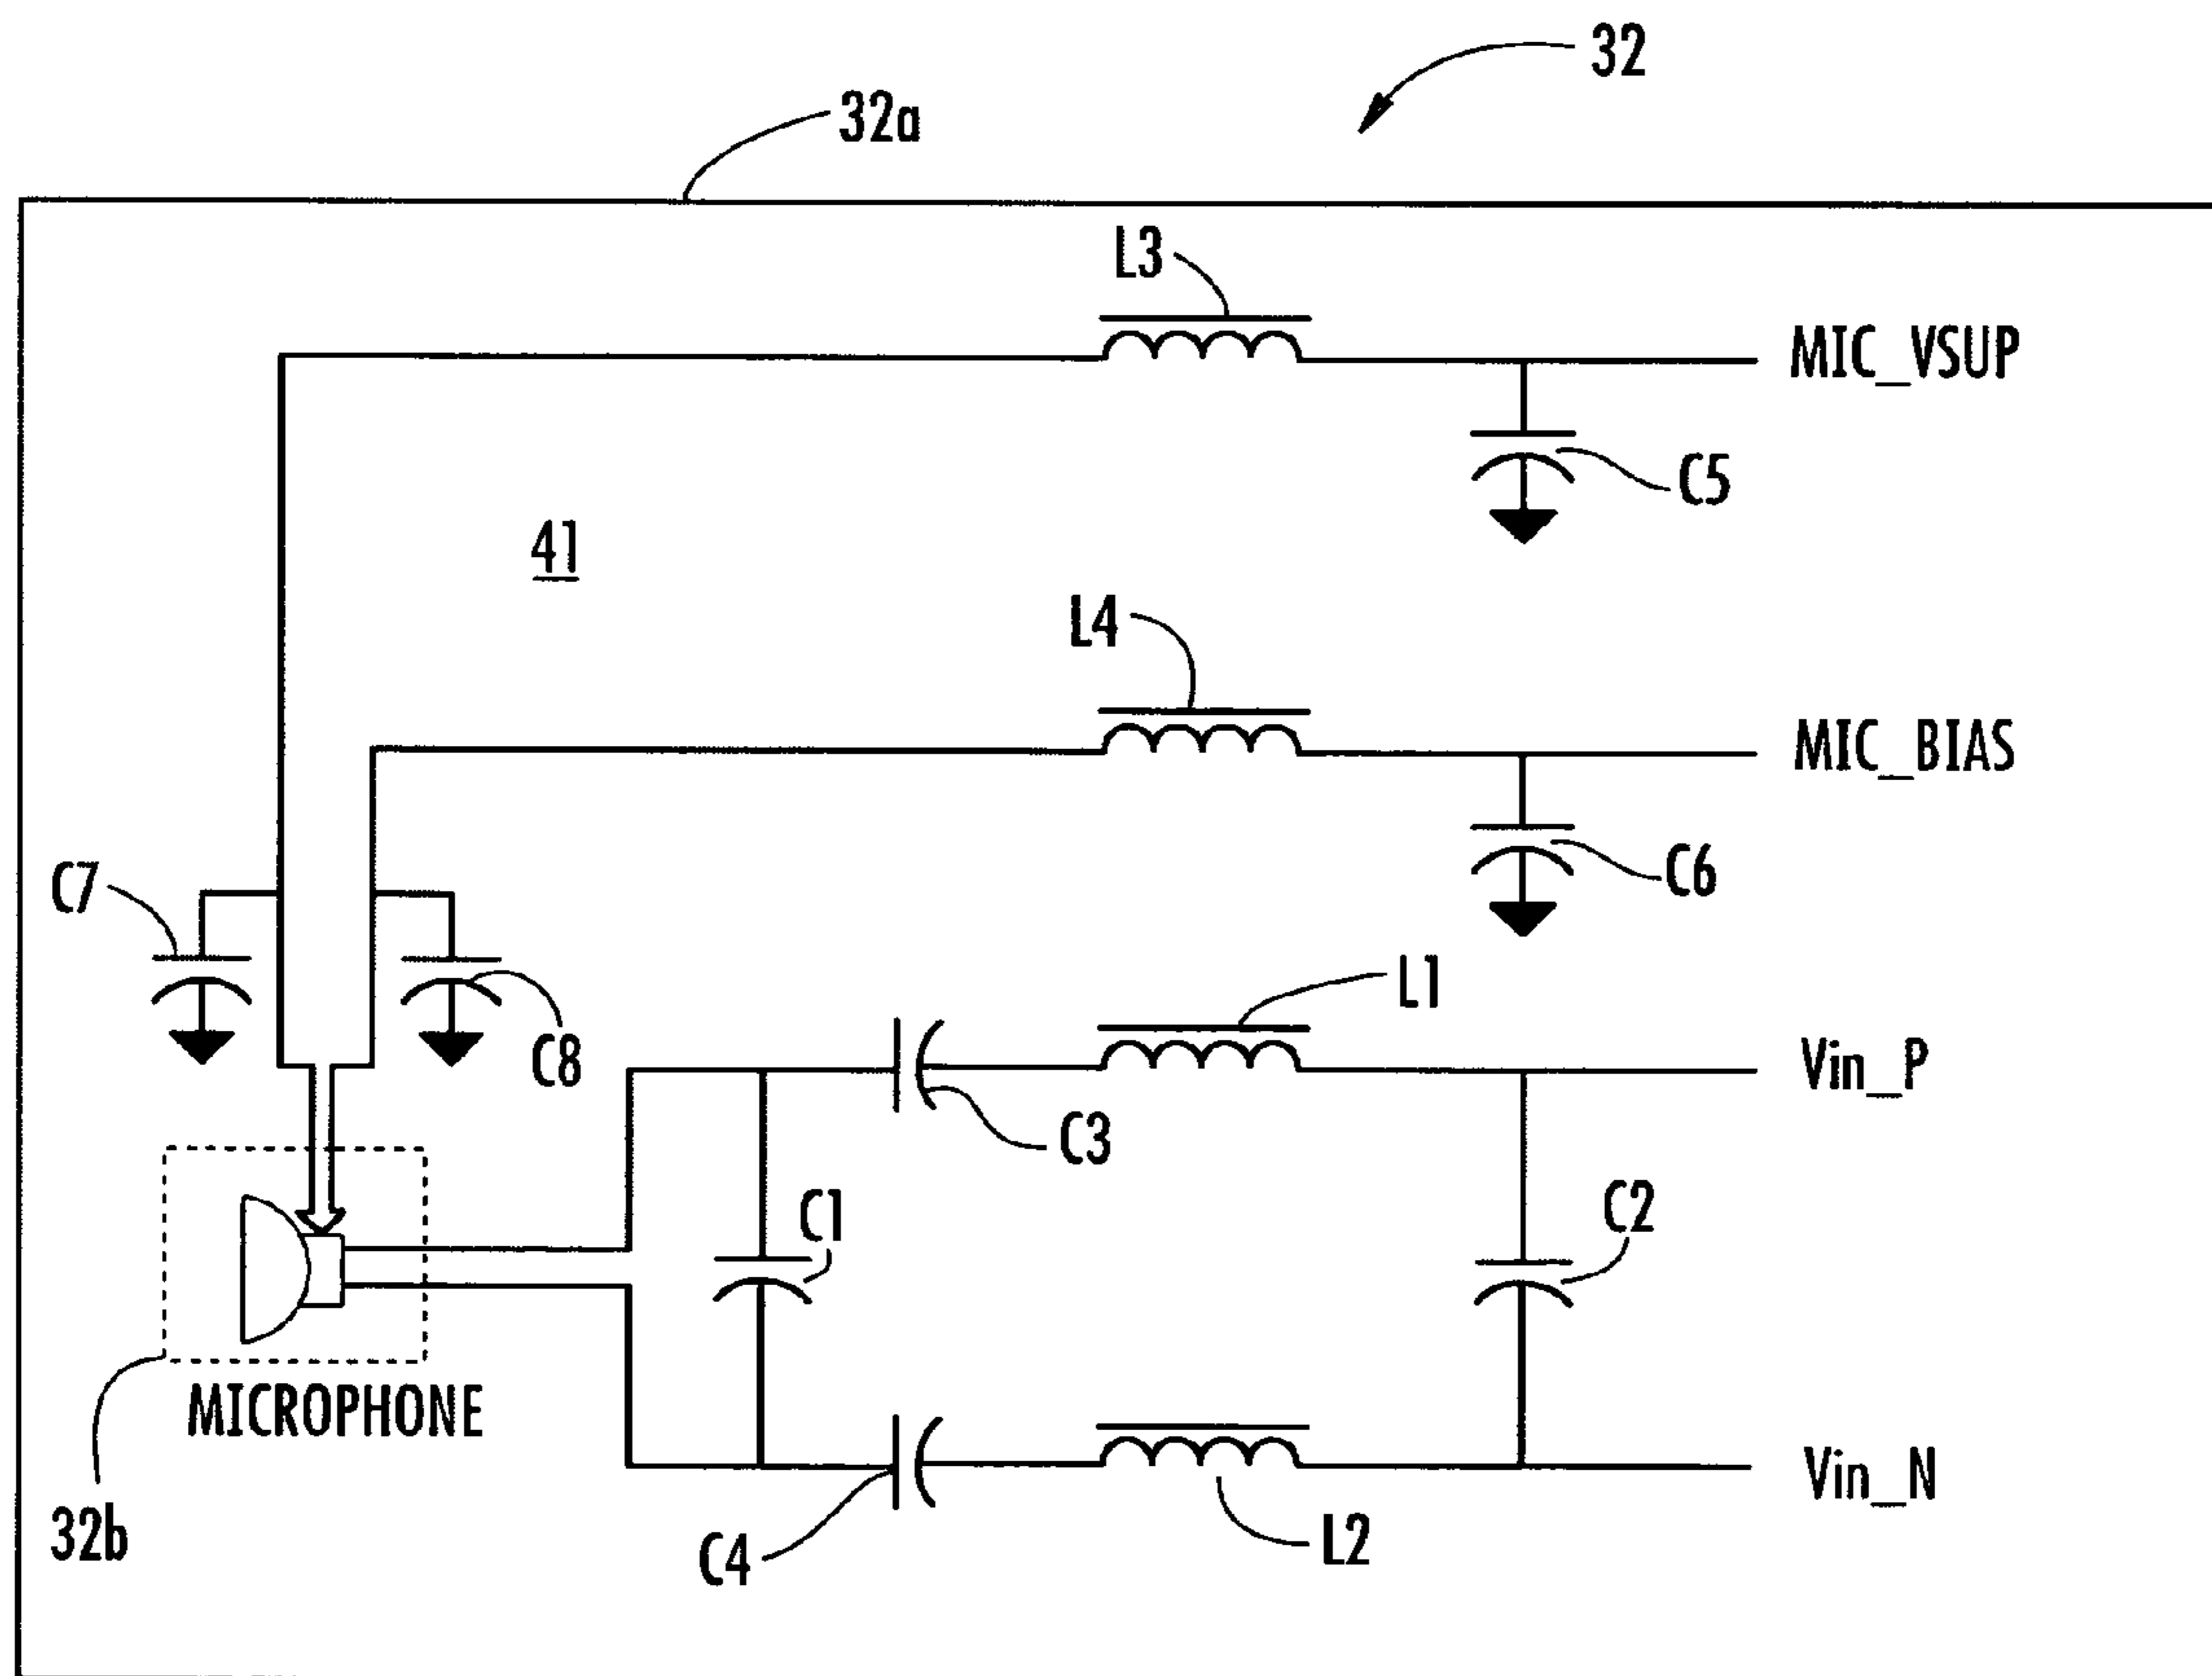 32
32a
L3
MIC_VSUP
C5
41
L4
MIC_BIAS
C6
C7
C8
L1
Vin_P
C3
C1
C2
MICROPHONE
Vin_N
32b
C4
L2